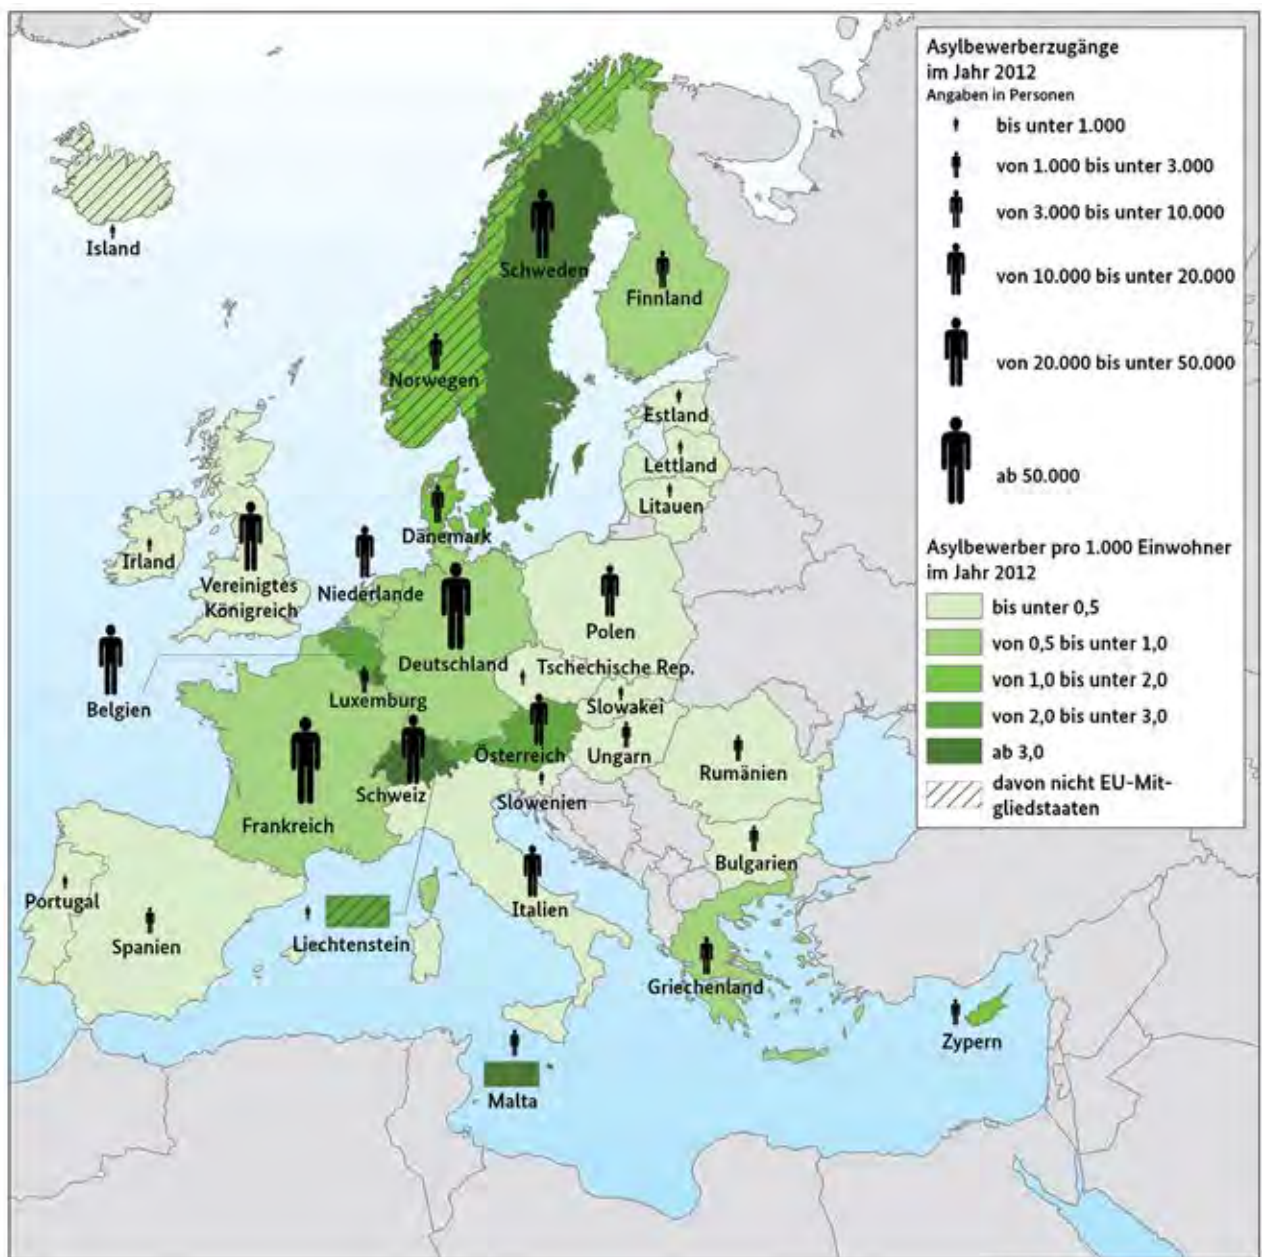 Asylbewerberzugänge
im Jahr 2012
Angaben in Personen
bis unter 1.000
von 1.000 bis unter 3.000
von 3.000 bis unter 10.000
von 10.000 bis unter 20.000
von 20.000 bis unter 50.000
ab 50.000
Asylbewerber pro 1.000 Einwohner
im Jahr 2012
bis unter 0,5
von 0,5 bis unter 1,0
von 1,0 bis unter 2,0
von 2,0 bis unter 3,0
ab 3,0
davon nicht EU-Mit-
gliedstaaten
Island
Schweden
Finnland
Norwegen
Estland
Lettland
Litauen
Dänemark
Irland
Vereinigtes
Königreich
Niederlande
Polen
Deutschland
Tschechische Rep.
Belgien
Luxemburg
Slowakei
Österreich
Ungarn
Rumänien
Schweiz
Slowenien
Frankreich
Bulgarien
Portugal
Spanien
Liechtenstein
Italien
Griechenland
Zypern
Malta